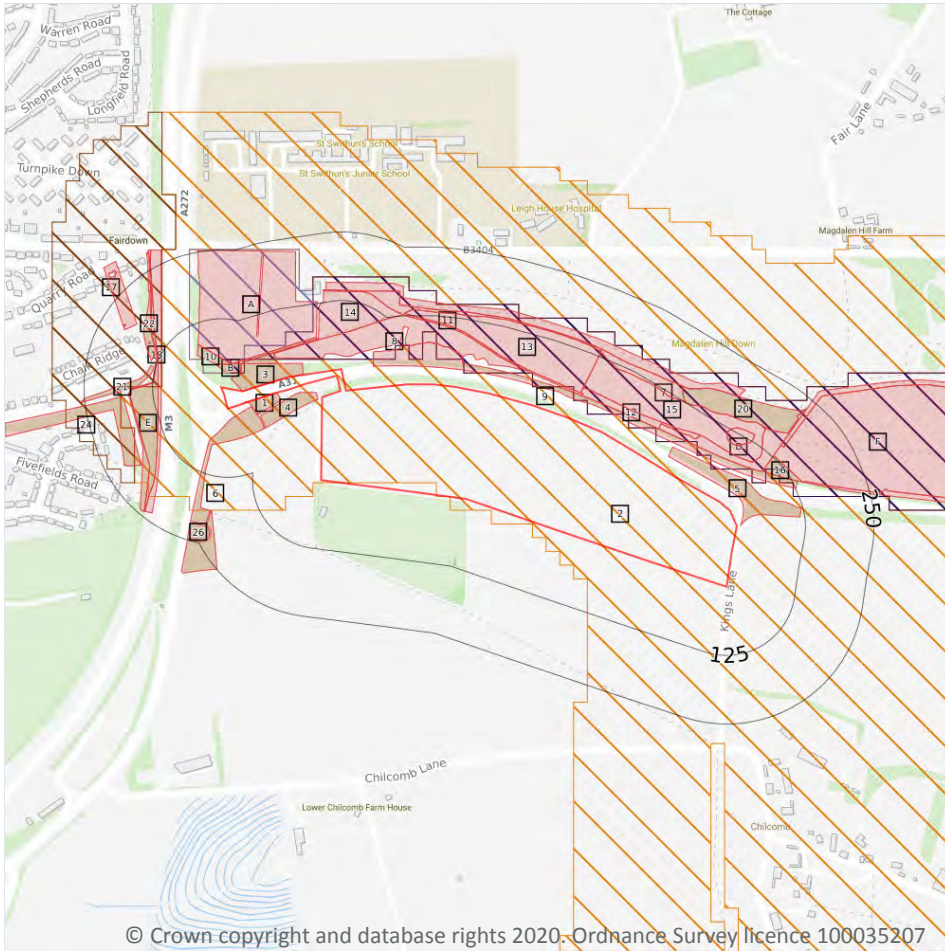 The Cottage
Warren Road
Shepherds Road
Longfield Road
Fair Lane
St Swithun's School
St Swithun's Junior School
Turnpike Down
A272
Leigh House Hospital
Magdalen Hill Farm
Fairdown
B3404
Quarry Road
17
A
14
11
22
B
13
Magdalen Hill Down
18
10
B
3
Chalk Ridge
A31
21
1
4
9
7
15
12
20
24
E
M3
D
F
16
Fivefields Road
6
5
2
250
26
Kings Lane
125
Chilcomb Lane
Lower Chilcomb Farm House
Chilcomb
© Crown copyright and database rights 2020. Ordnance Survey licence 100035207